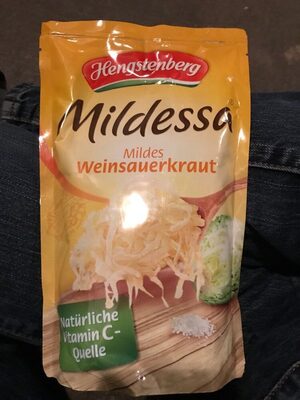 Hengstenberg
Mildessa®
Mildes
Weinsauerkraut
Natürliche
Vitamin C-
Quelle